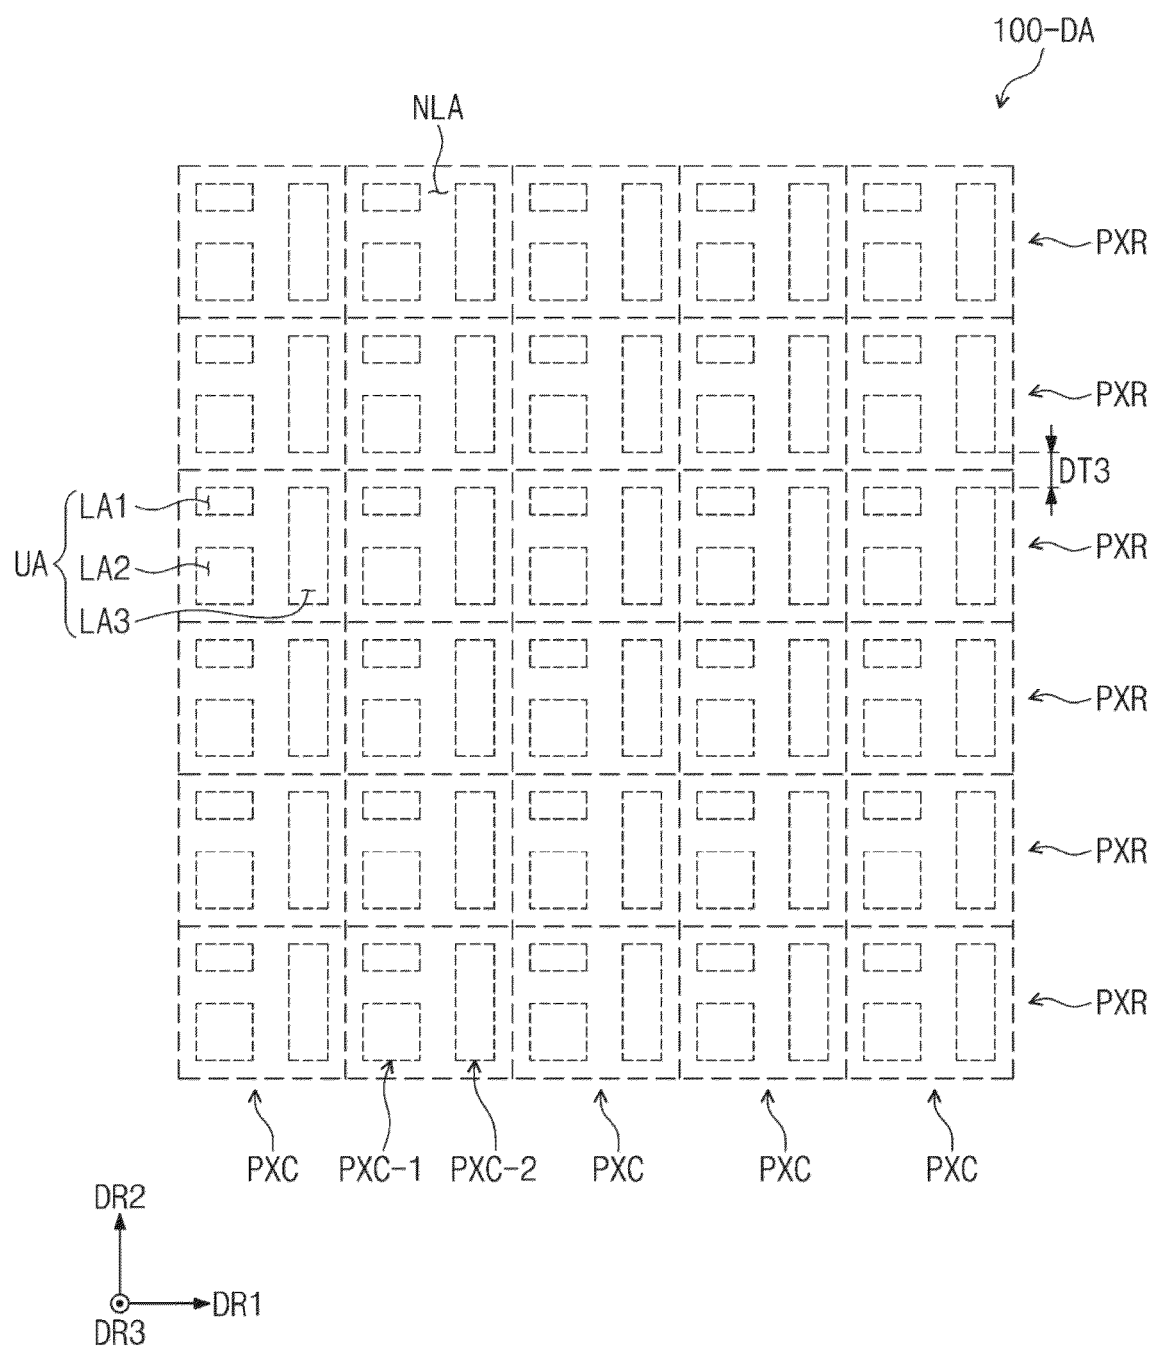 100-DA
NLA
PXR
PXR
DT3
LA1
PXR
UA
LA2
LA3
PXR
PXR
PXR
PXC PXC-1 PXC-2 PXC PXC PXC
DR2
DR1
DR3